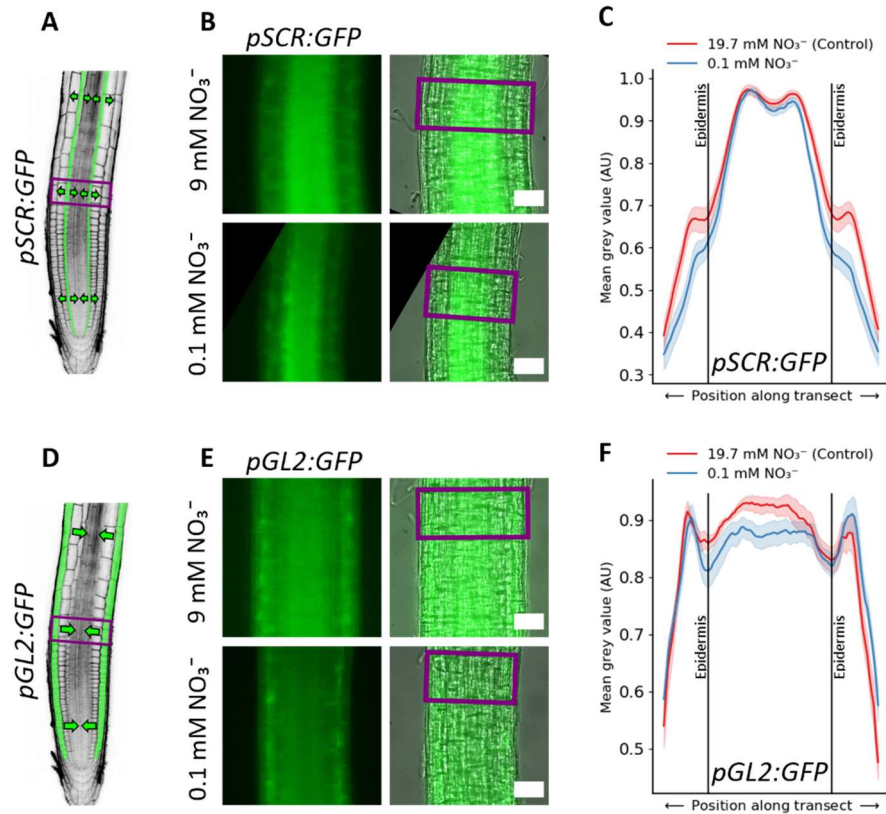 A
pSCR:GFP
B
pSCR:GFP
9 mM NO₃⁻
0.1 mM NO₃⁻
C
19.7 mM NO₃⁻ (Control)
0.1 mM NO₃⁻
Mean grey value (AU)
1.0
0.9
0.8
0.7
0.6
0.5
0.4
0.3
Epidermis
Epidermis
pSCR:GFP
← Position along transect →
D
pGL2:GFP
E
pGL2:GFP
9 mM NO₃⁻
0.1 mM NO₃⁻
F
19.7 mM NO₃⁻ (Control)
0.1 mM NO₃⁻
Mean grey value (AU)
0.9
0.8
0.7
0.6
0.5
Epidermis
Epidermis
pGL2:GFP
← Position along transect →